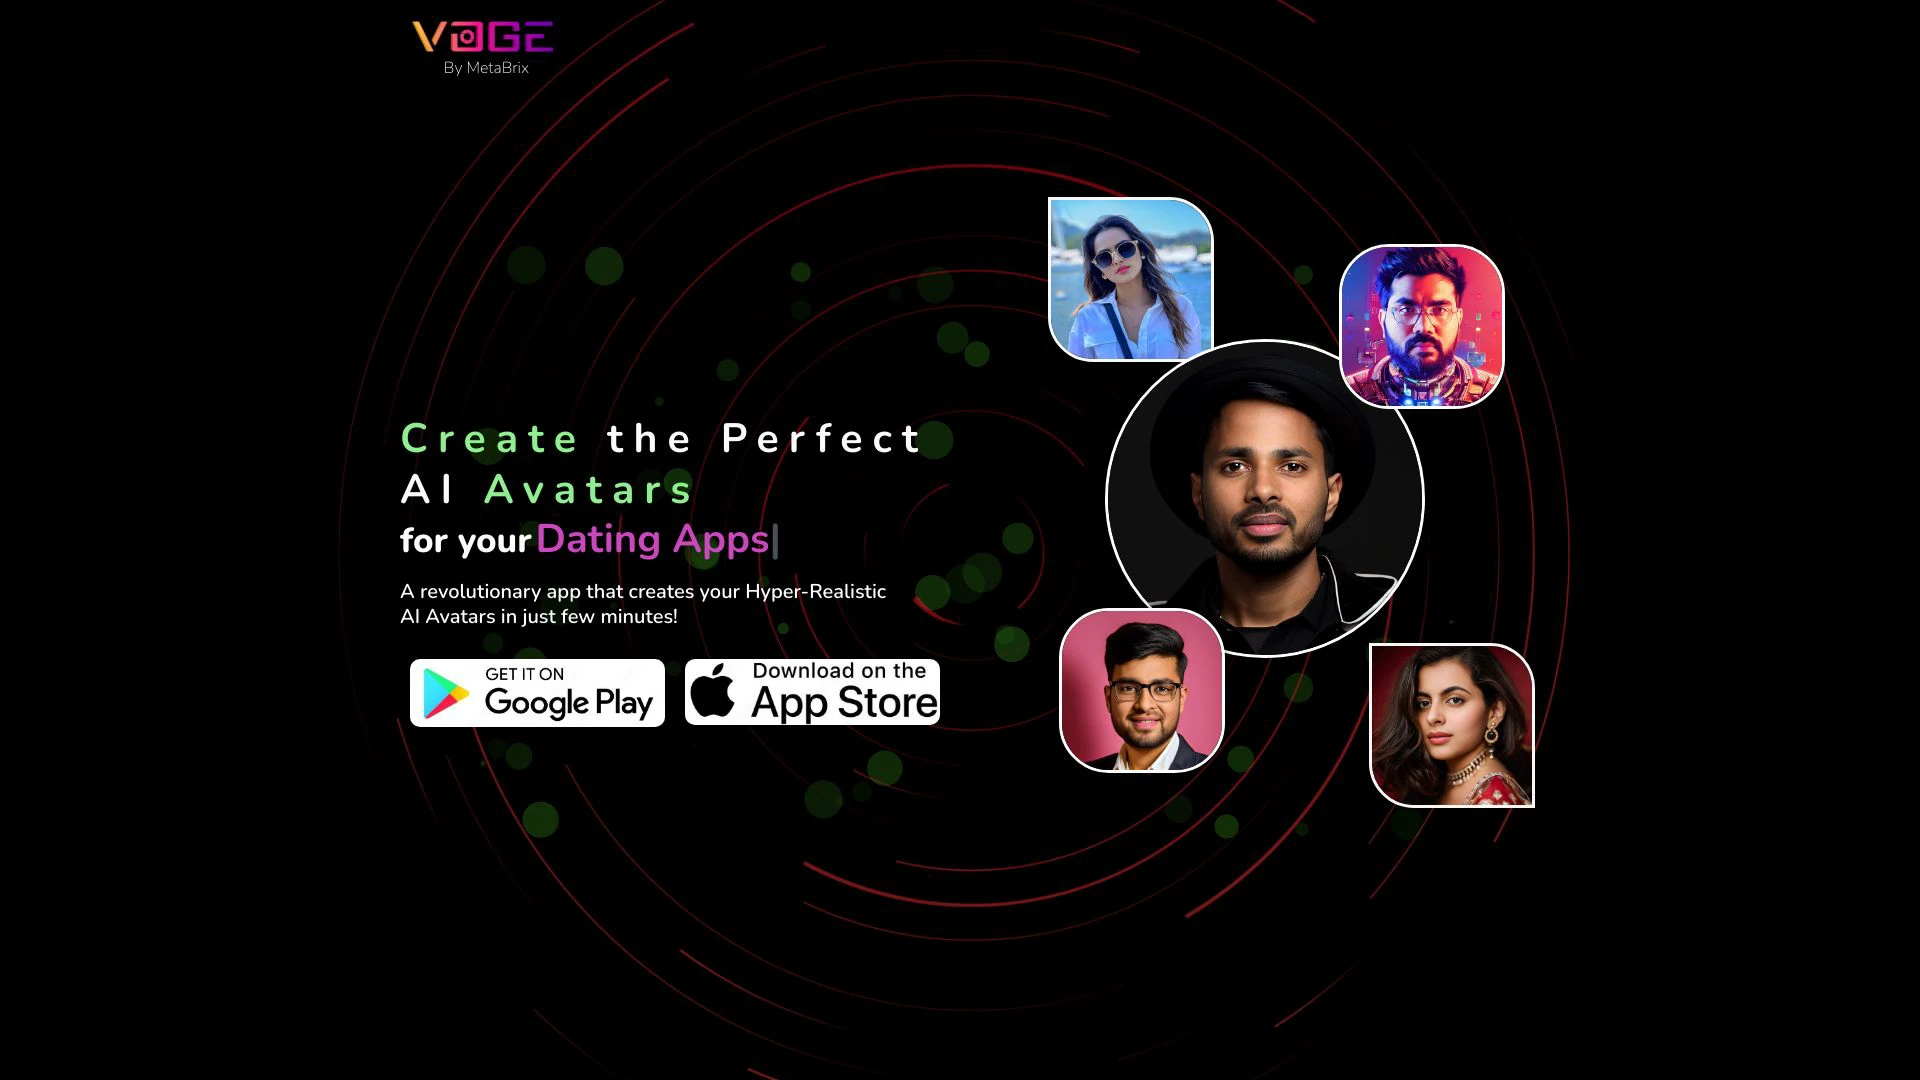 VOGE
By MetaBrix
Create the Perfect
AI Avatars
for your Dating Apps
A revolutionary app that creates your Hyper-Realistic
AI Avatars in just few minutes!
GET IT ON
Google Play
Download on the
App Store